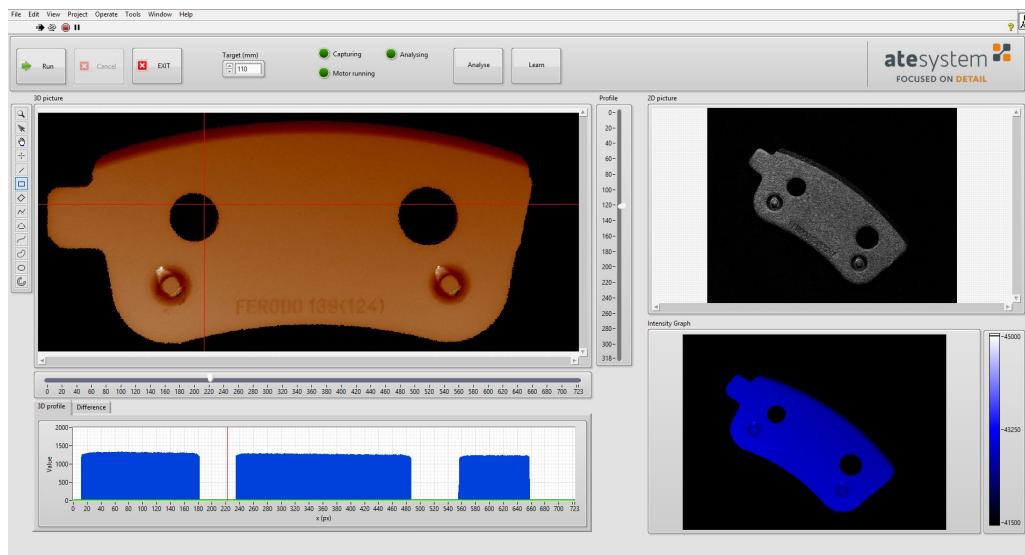 File Edit View Project Operate Tools Window Help
Run
Cancel
EXIT
Target (mm)
110
Capturing
Analysing
Motor running
Analyse
Learn
atesystem
FOCUSED ON DETAIL
3D picture
FERODO 139(124)
0 20 40 60 80 100 120 140 160 180 200 220 240 260 280 300 320 340 360 380 400 420 440 460 480 500 520 540 560 580 600 620 640 660 680 723
Profile
0
20
40
60
80
100
120
140
160
180
200
220
240
260
280
300
318
2D picture
Intensity Graph
45000
43250
41500
3D profile
Difference
Value
2000
1500
1000
500
0
0 20 40 60 80 100 120 140 160 180 200 220 240 260 280 300 320 340 360 380 400 420 440 460 480 500 520 540 560 580 600 620 640 660 680 723
x (px)